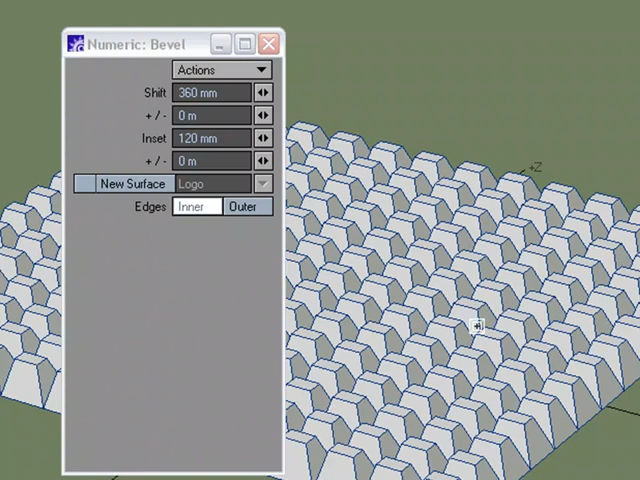 Numeric: Bevel
Actions
Shift 360 mm
+ / - 0 m
Inset 120 mm
+ / - 0 m
New Surface Logo
Edges Inner Outer
+Z